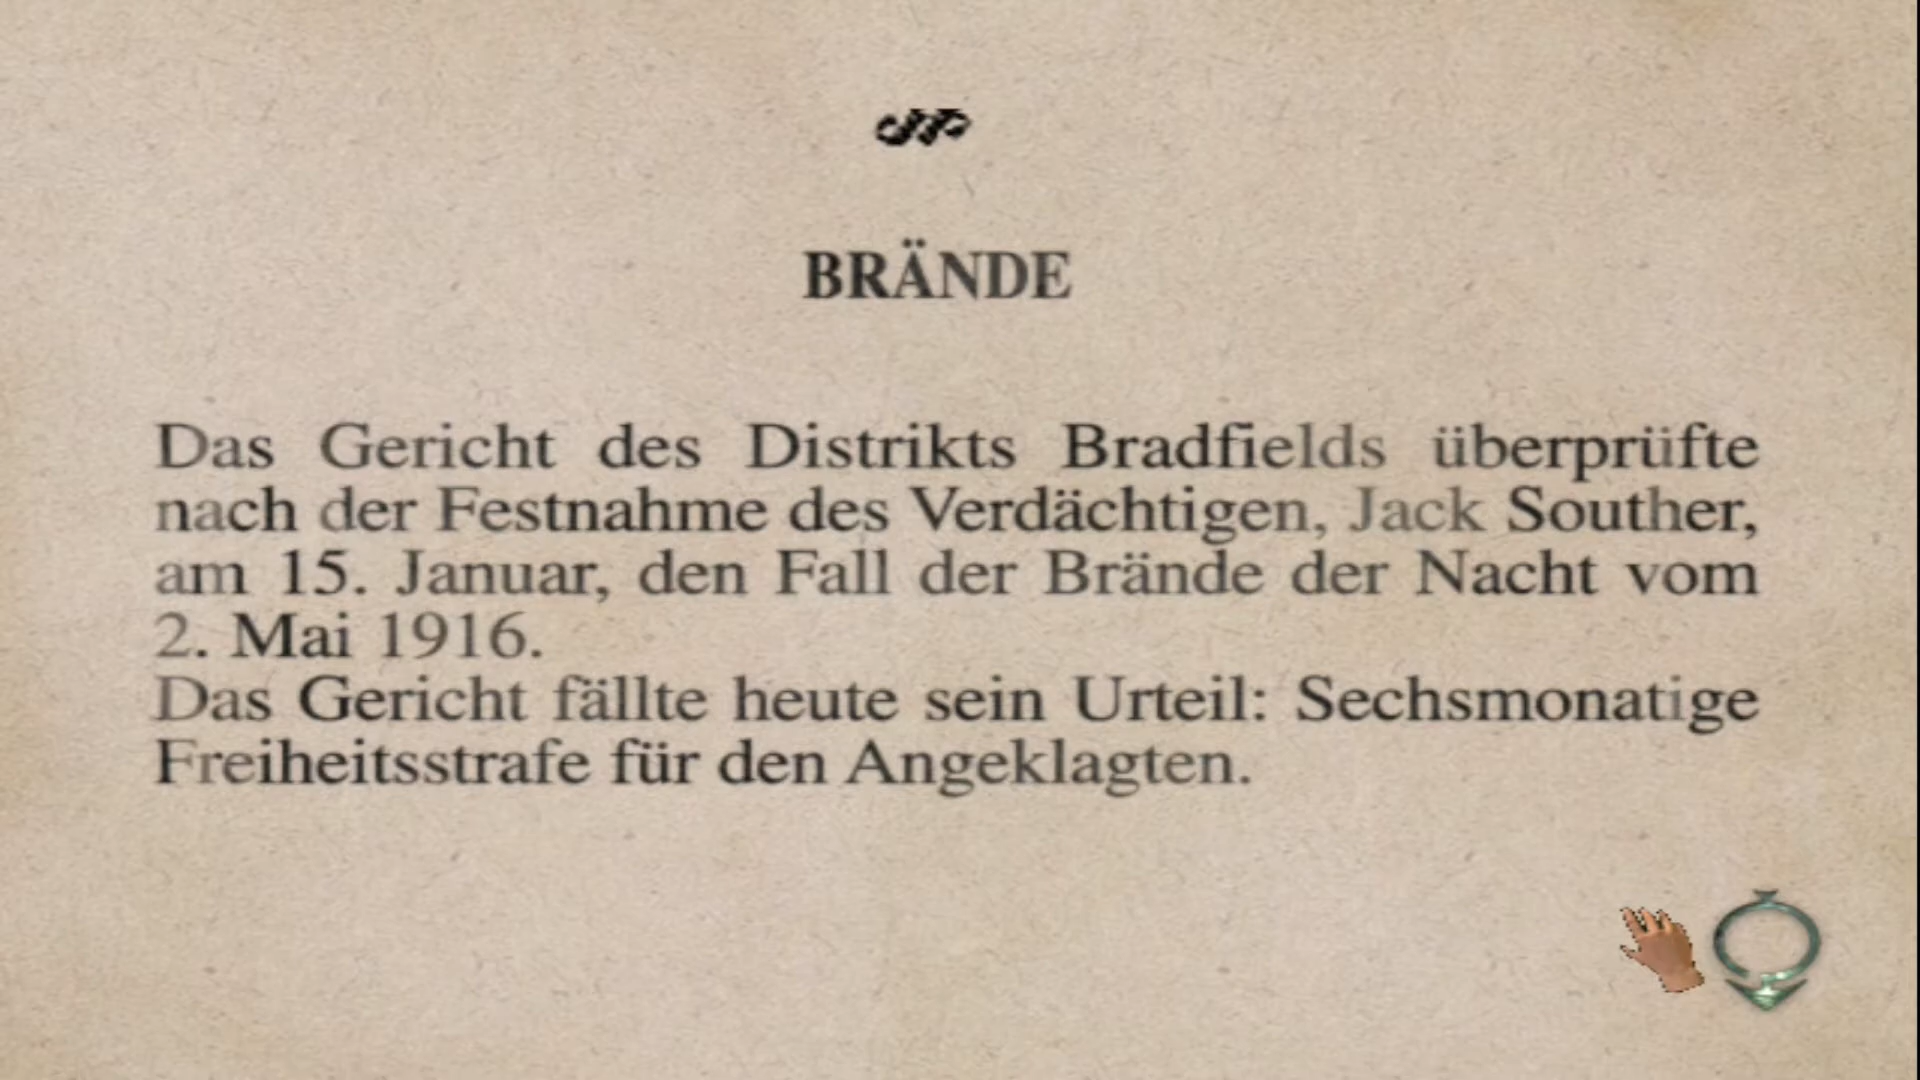 BRÄNDE
Das Gericht des Distrikts Bradfields überprüfte
nach der Festnahme des Verdächtigen, Jack Souther,
am 15. Januar, den Fall der Brände der Nacht vom
2. Mai 1916.
Das Gericht fällte heute sein Urteil: Sechsmonatige
Freiheitsstrafe für den Angeklagten.